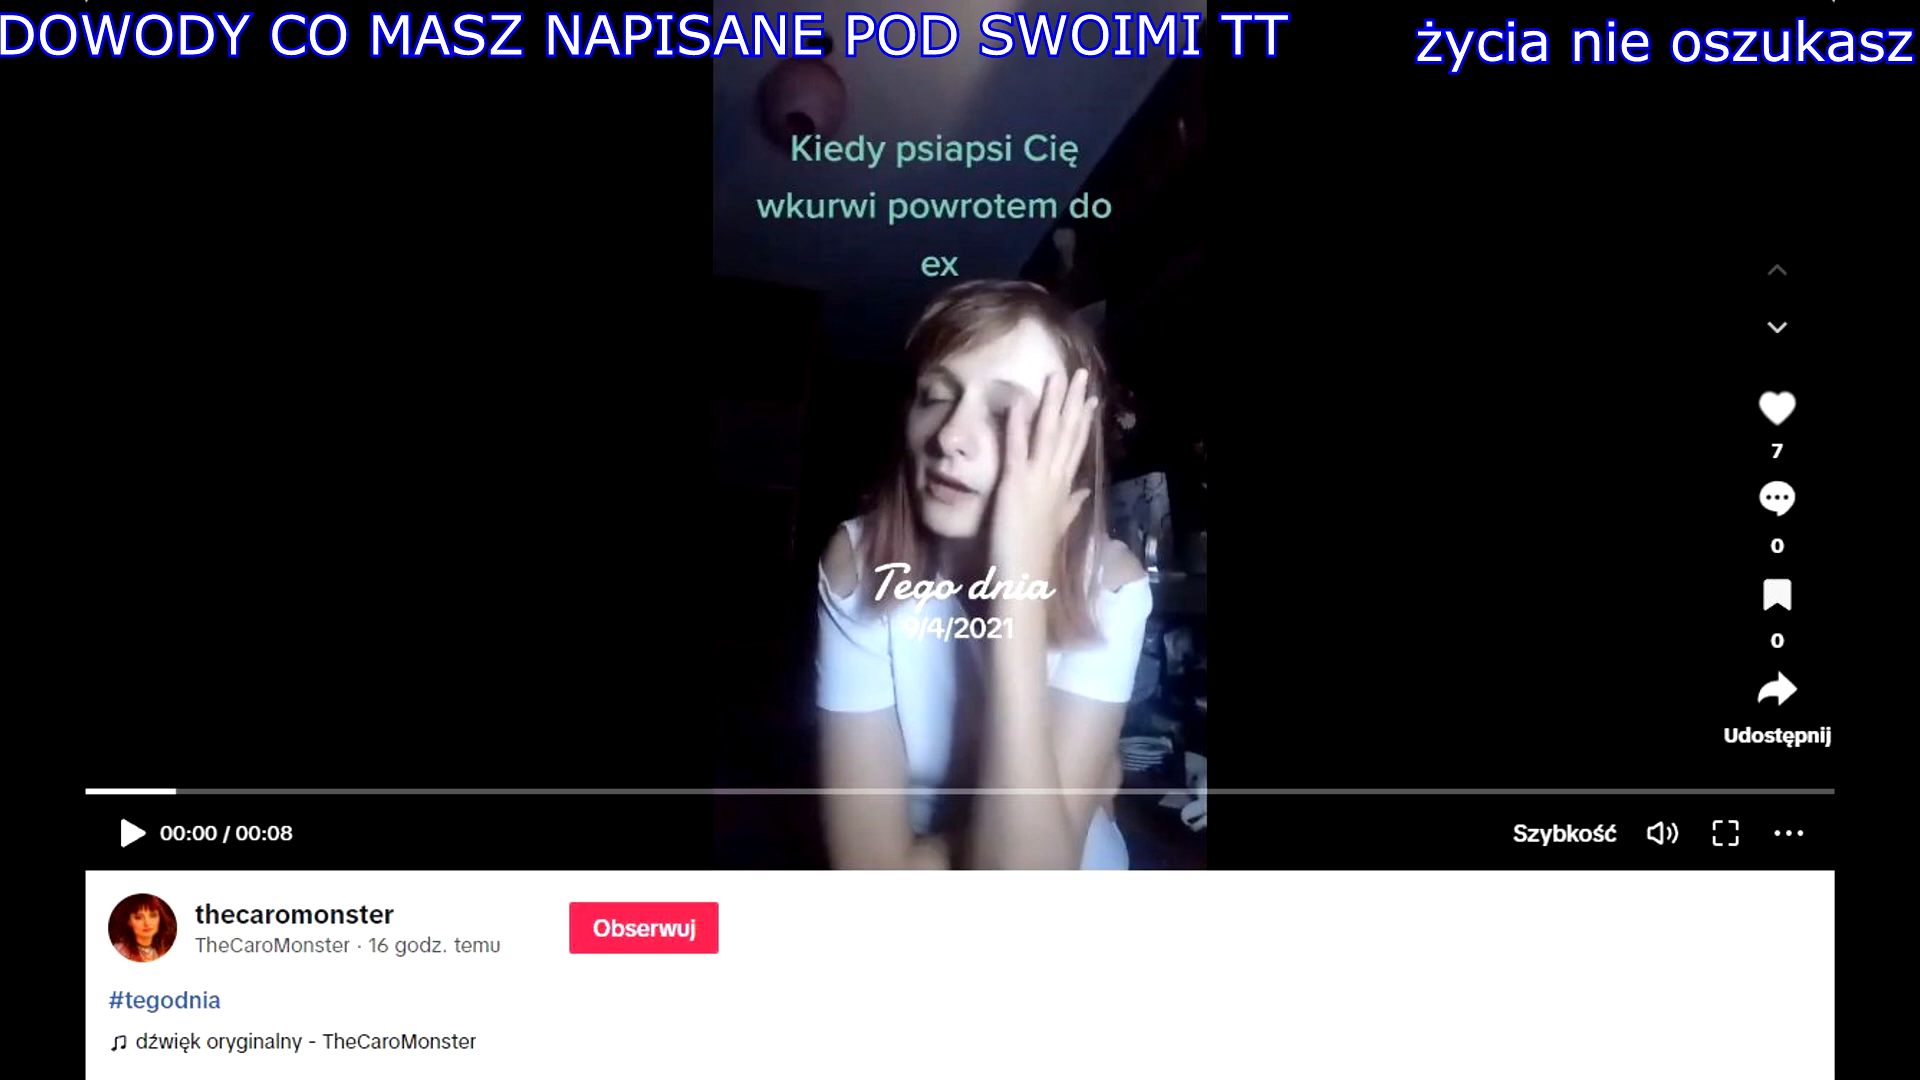 DOWODY CO MASZ NAPISANE POD SWOIMI TT
życia nie oszukasz
Kiedy psiapsi Cię
wkurwi powrotem do
ex
Tego dnia
9/4/2021
7
0
0
Udostępnij
00:00 / 00:08
Szybkość
thecaromonster
TheCaroMonster · 16 godz. temu
Obserwuj
#tegodnia
dźwięk oryginalny - TheCaroMonster